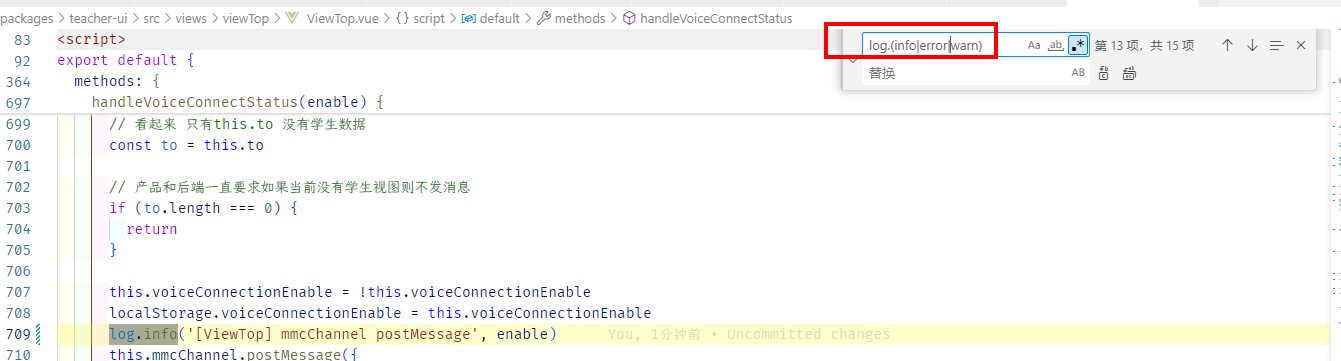 packages > teacher-ui > src > views > viewTop > ViewTop.vue > {} script > default > methods > handleVoiceConnectStatus
log.(info|error|warn) Aa ab .* 第 13 项，共 15 项
替换 AB
83 <script>
92 export default {
364 methods: {
697 handleVoiceConnectStatus(enable) {
699 // 看起来 只有this.to 没有学生数据
700 const to = this.to
701
702 // 产品和后端一直要求如果当前没有学生视图则不发消息
703 if (to.length === 0) {
704 return
705 }
706
707 this.voiceConnectionEnable = !this.voiceConnectionEnable
708 localStorage.voiceConnectionEnable = this.voiceConnectionEnable
709 log.info('[ViewTop] mmcChannel postMessage', enable) You, 1分钟前 • Uncommitted changes
710 this.mmcChannel.postMessage({